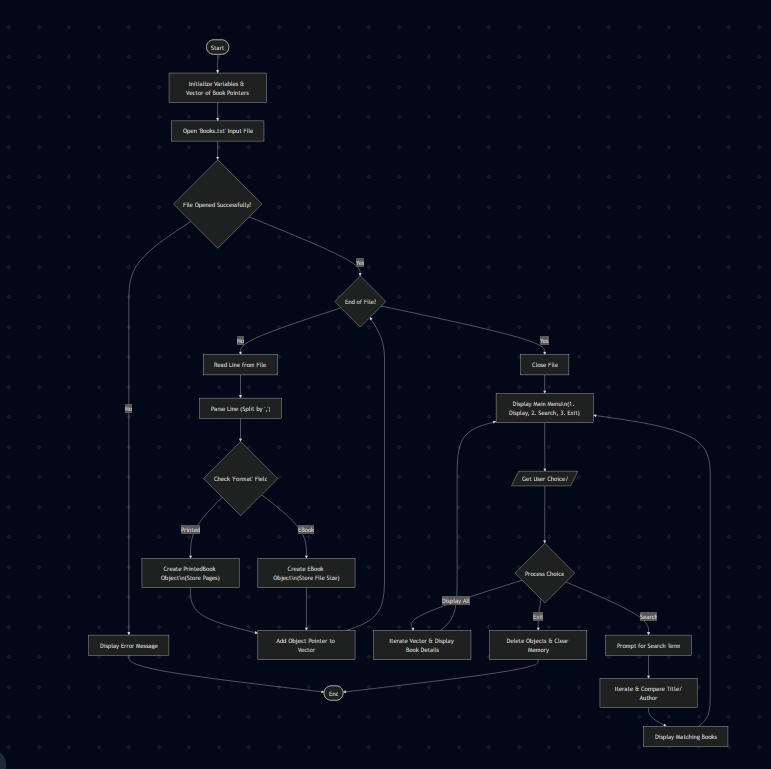 Start
Initialize Variables &
Vector of Book Pointers
Open 'Books.txt' Input File
File Opened Successfully?
Yes
End of File?
No
Yes
Read Line from File
Close File
Parse Line (Split by ',')
Display Main Menu\n(1.
Display, 2. Search, 3. Exit)
No
Check 'Format' Field
Get User Choice/
Printed
EBook
Create PrintedBook
Object\n(Store Pages)
Create EBook
Object\n(Store File Size)
Process Choice
Display All
Exit
Search
Display Error Message
Add Object Pointer to
Vector
Iterate Vector & Display
Book Details
Delete Objects & Clear
Memory
Prompt for Search Term
End
Iterate & Compare Title/
Author
Display Matching Books